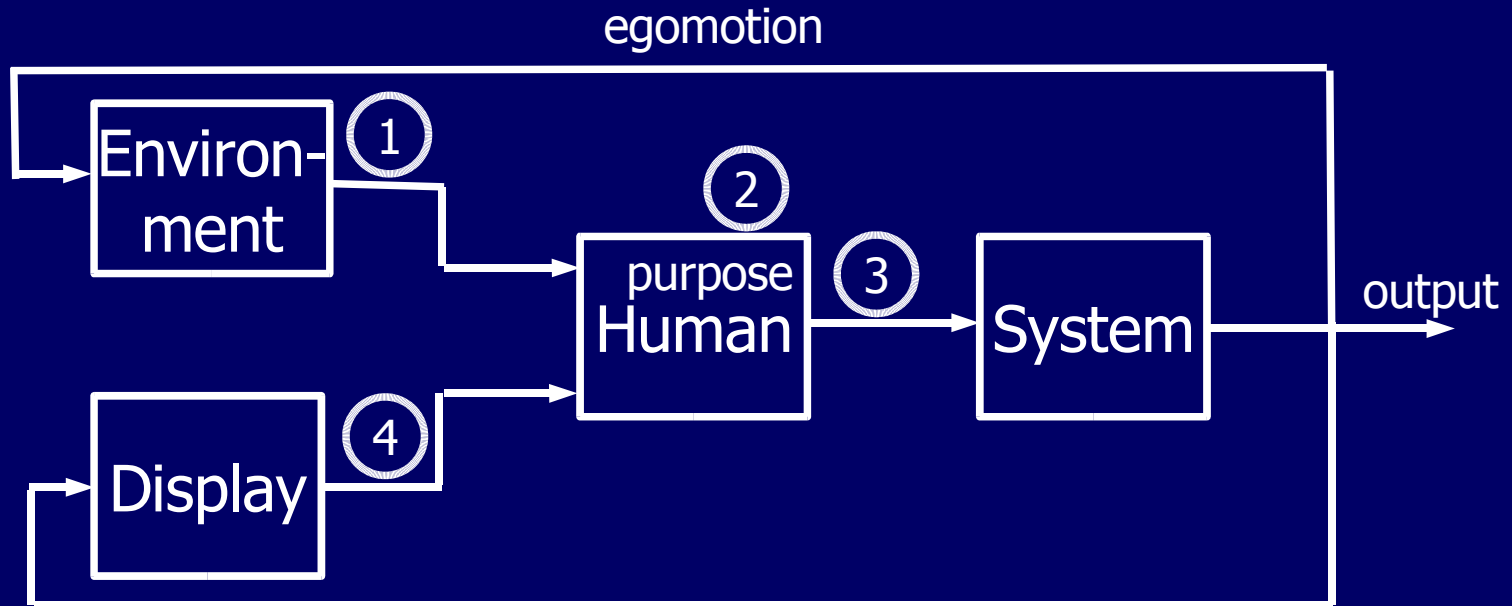 egomotion
Environ-
ment
1
2
purpose
Human
3
System
output
Display
4